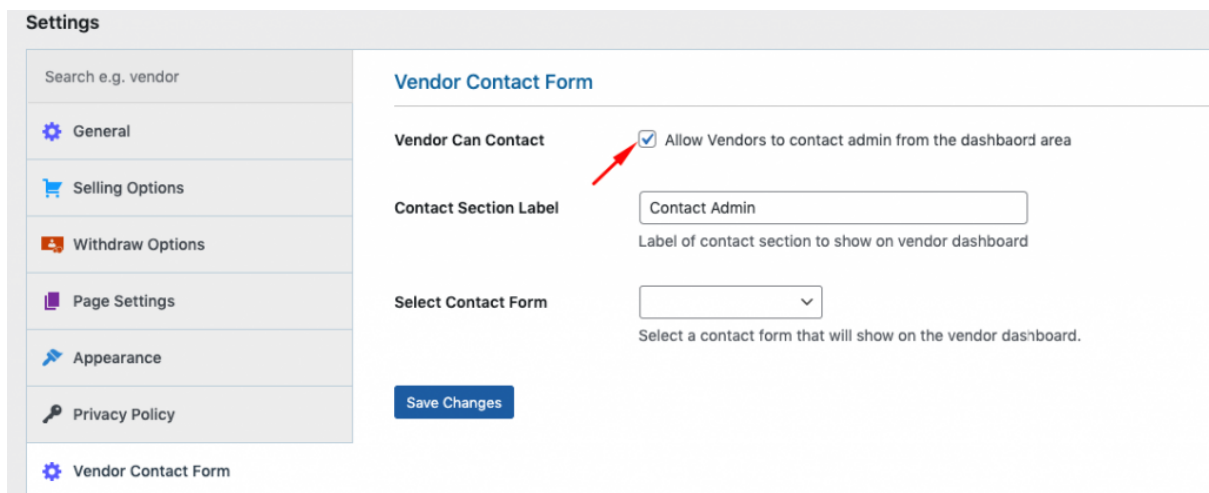 Settings
Search e.g. vendor
General
Selling Options
Withdraw Options
Page Settings
Appearance
Privacy Policy
Vendor Contact Form
Vendor Contact Form
Vendor Can Contact
Allow Vendors to contact admin from the dashbaord area
Contact Section Label
Contact Admin
Label of contact section to show on vendor dashboard
Select Contact Form
Select a contact form that will show on the vendor dashboard.
Save Changes